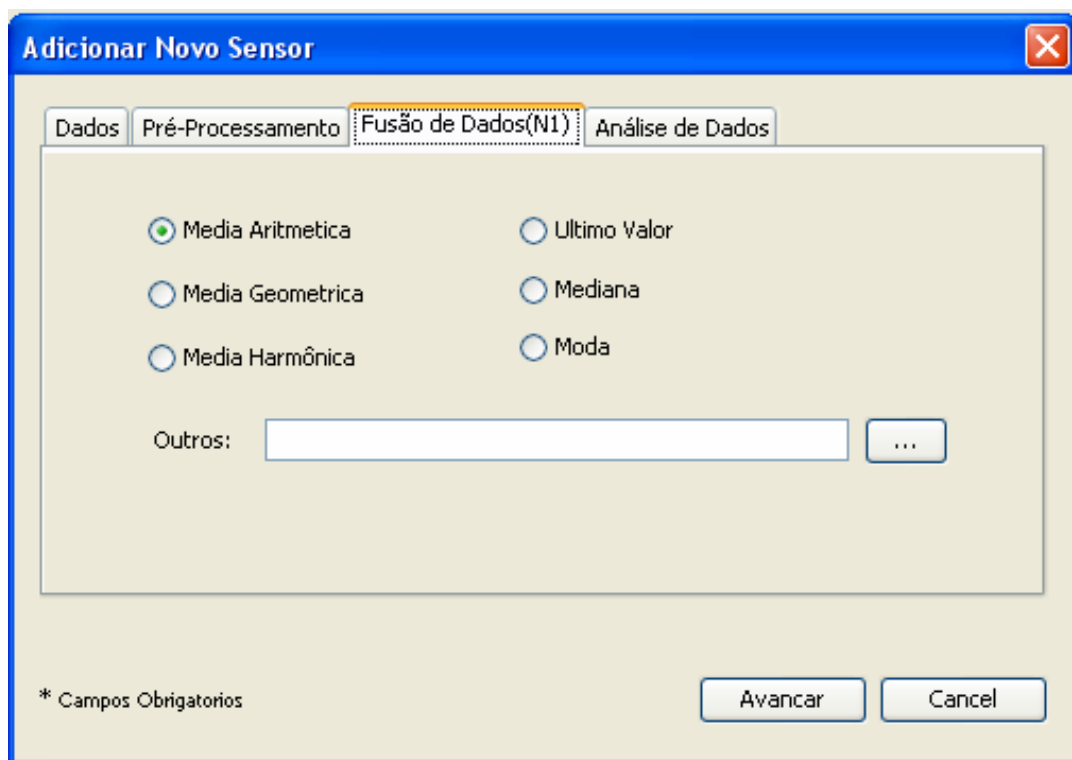 Adicionar Novo Sensor
Dados Pré-Processamento Fusão de Dados(N1) Análise de Dados
Media Aritmetica Ultimo Valor
Media Geometrica Mediana
Media Harmônica Moda
Outros: ...
* Campos Obrigatorios Avancar Cancel